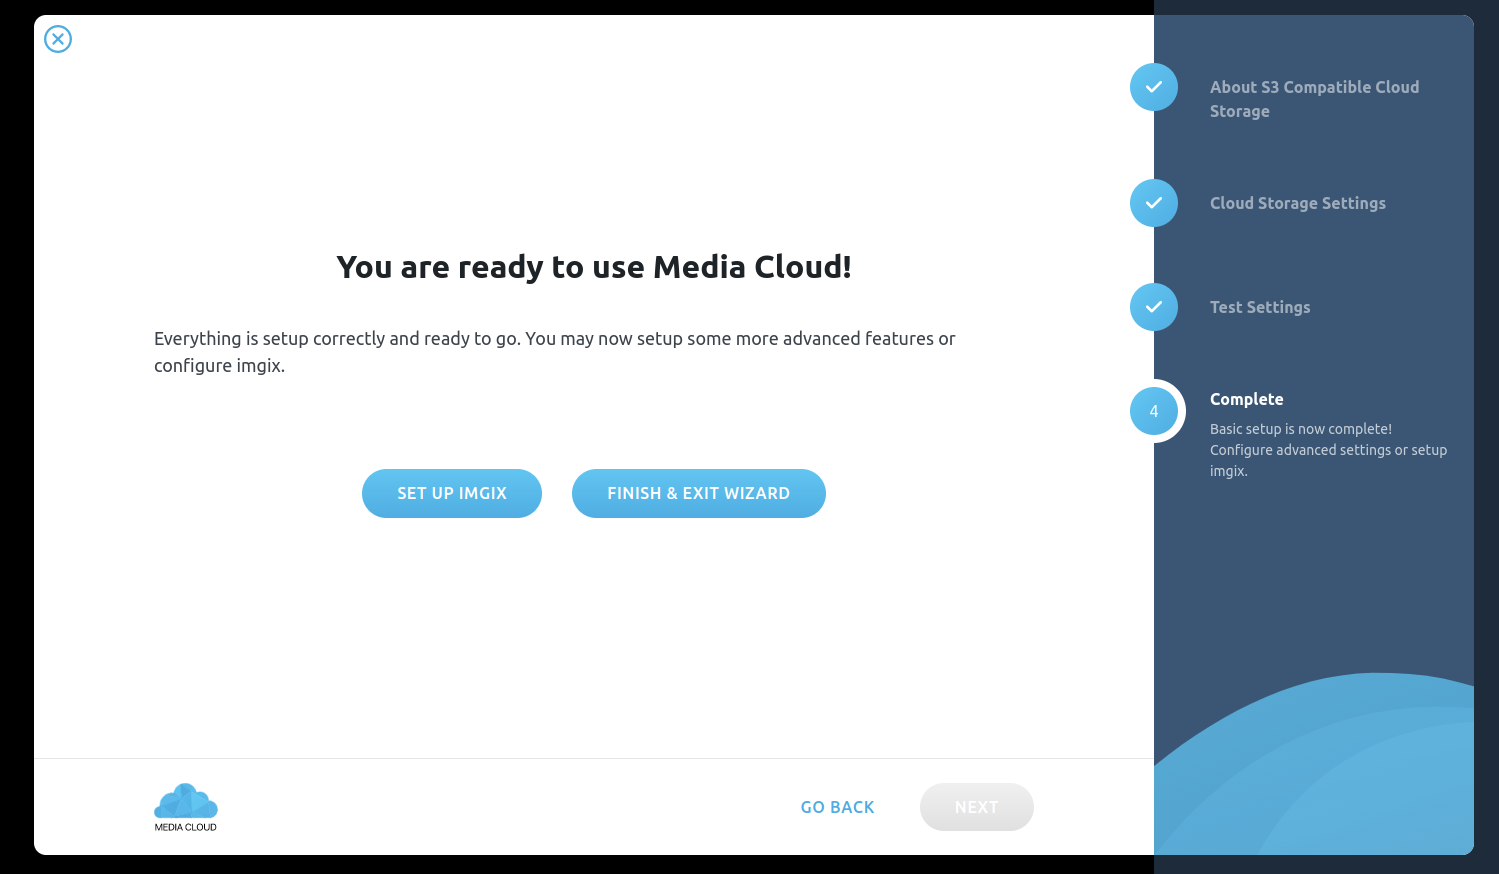 You are ready to use Media Cloud!
Everything is setup correctly and ready to go. You may now setup some more advanced features or
configure imgix.
SET UP IMGIX
FINISH & EXIT WIZARD
MEDIA CLOUD
GO BACK
NEXT
About S3 Compatible Cloud
Storage
Cloud Storage Settings
Test Settings
4
Complete
Basic setup is now complete!
Configure advanced settings or setup
imgix.